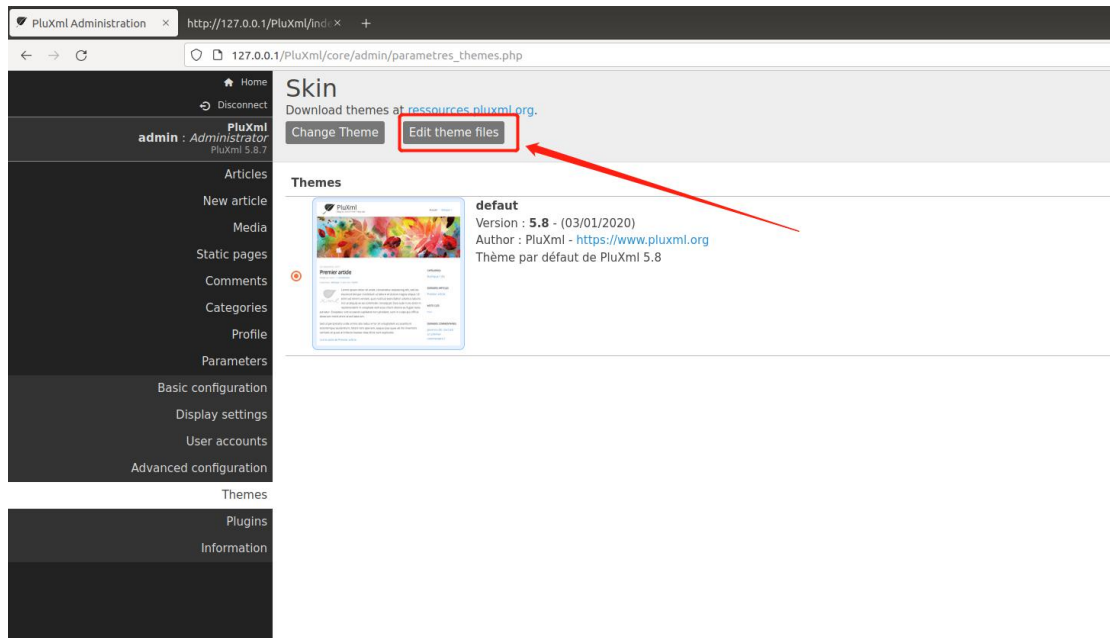 PluXml Administration ×
http://127.0.0.1/PluXml/ind ×
+
127.0.0.1/PluXml/core/admin/parametres_themes.php
Home
Disconnect
PluXml
admin : Administrator
PluXml 5.8.7
Articles
New article
Media
Static pages
Comments
Categories
Profile
Parameters
Basic configuration
Display settings
User accounts
Advanced configuration
Themes
Plugins
Information
Skin
Download themes at ressources.pluxml.org.
Change Theme
Edit theme files
Themes
PluXml
Premier article
defaut
Version : 5.8 - (03/01/2020)
Author : PluXml - https://www.pluxml.org
Thème par défaut de PluXml 5.8